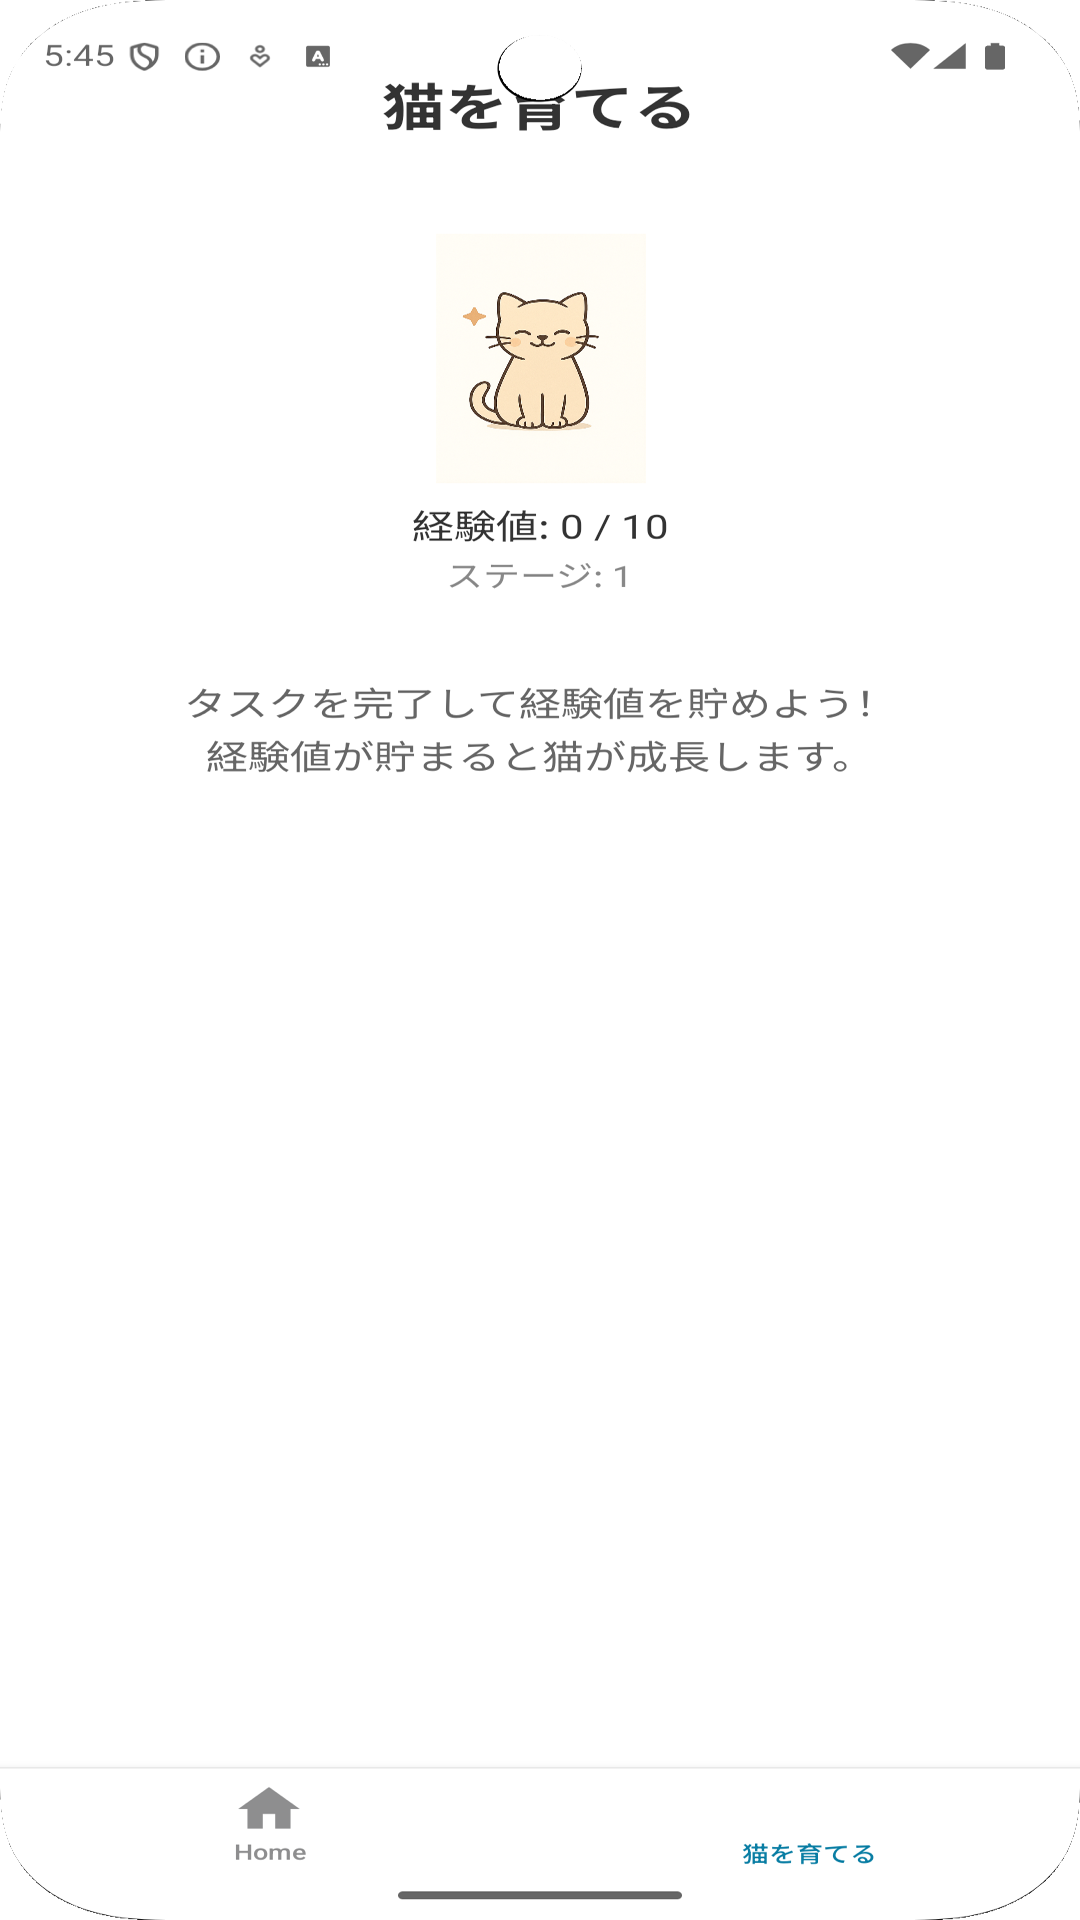 5:45
猫を育てる
経験値: 0 / 10
ステージ: 1
タスクを完了して経験値を貯めよう！
経験値が貯まると猫が成長します。
Home
猫を育てる